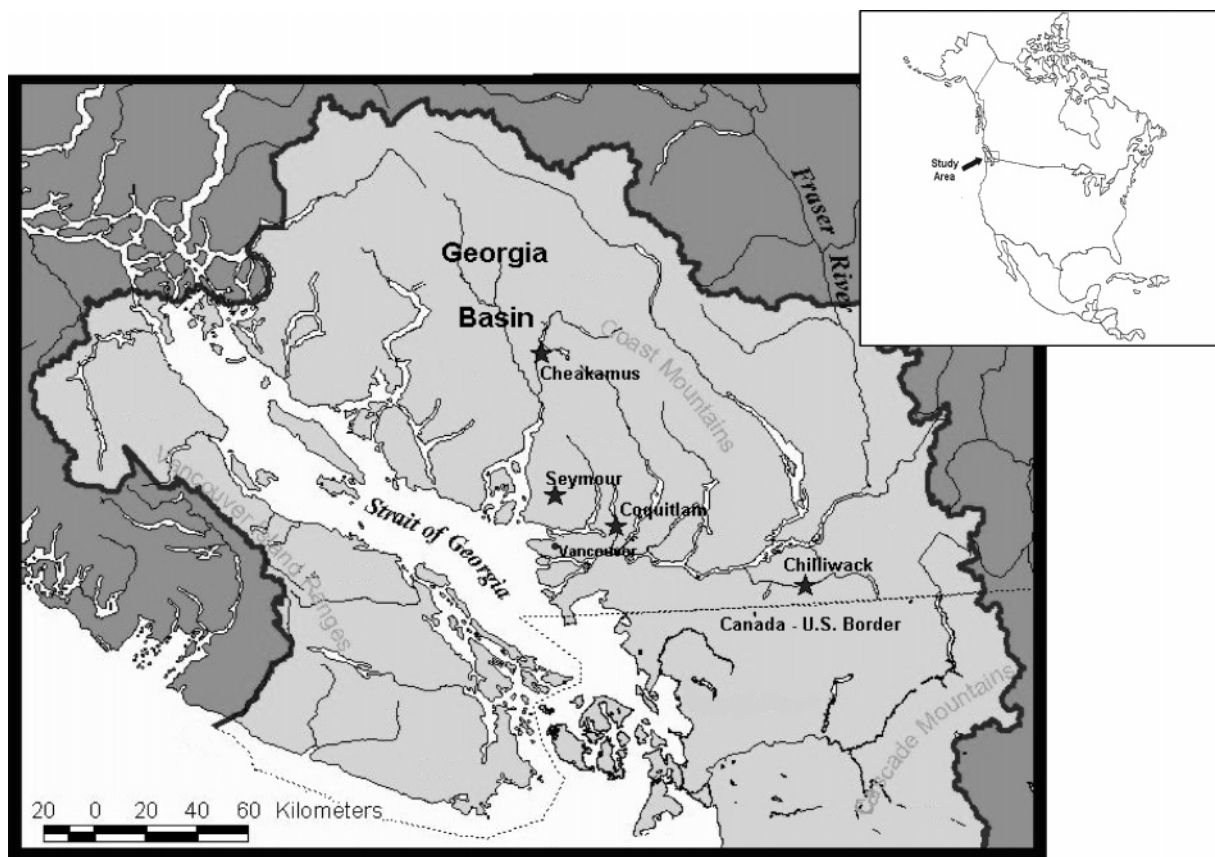 Study
Area
Fraser River
Georgia
Basin
Coast Mountains
Cheakamus
Vancouver Island Ranges
Seymour
Coquitlam
Strait of Georgia
Vancouver
Chilliwack
Canada - U.S. Border
Cascade Mountains
20 0 20 40 60 Kilometers